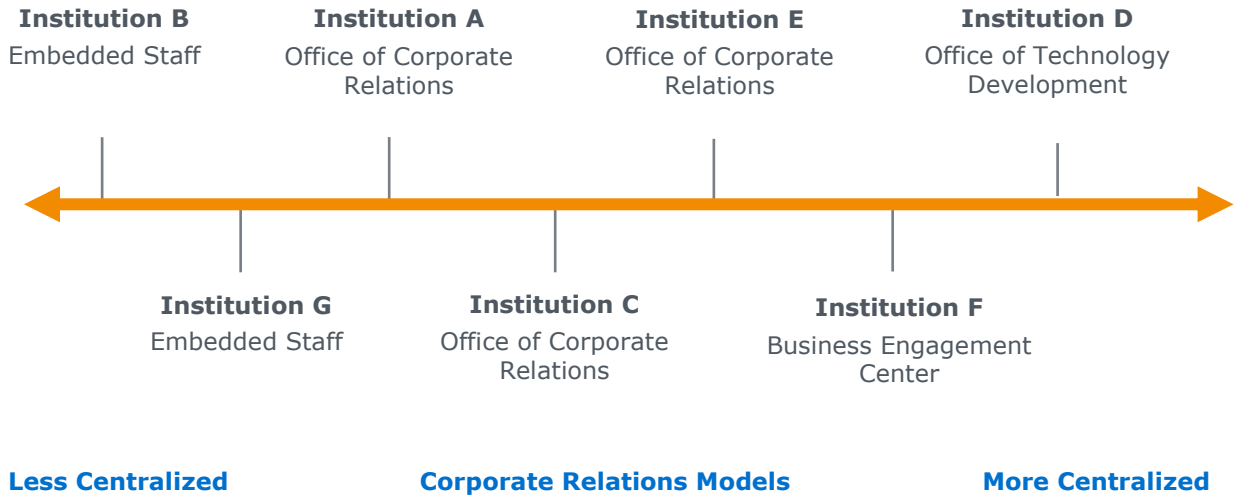 Institution B
Embedded Staff
Institution A
Office of Corporate
Relations
Institution E
Office of Corporate
Relations
Institution D
Office of Technology
Development
Institution G
Embedded Staff
Institution C
Office of Corporate
Relations
Institution F
Business Engagement
Center
Less Centralized
Corporate Relations Models
More Centralized